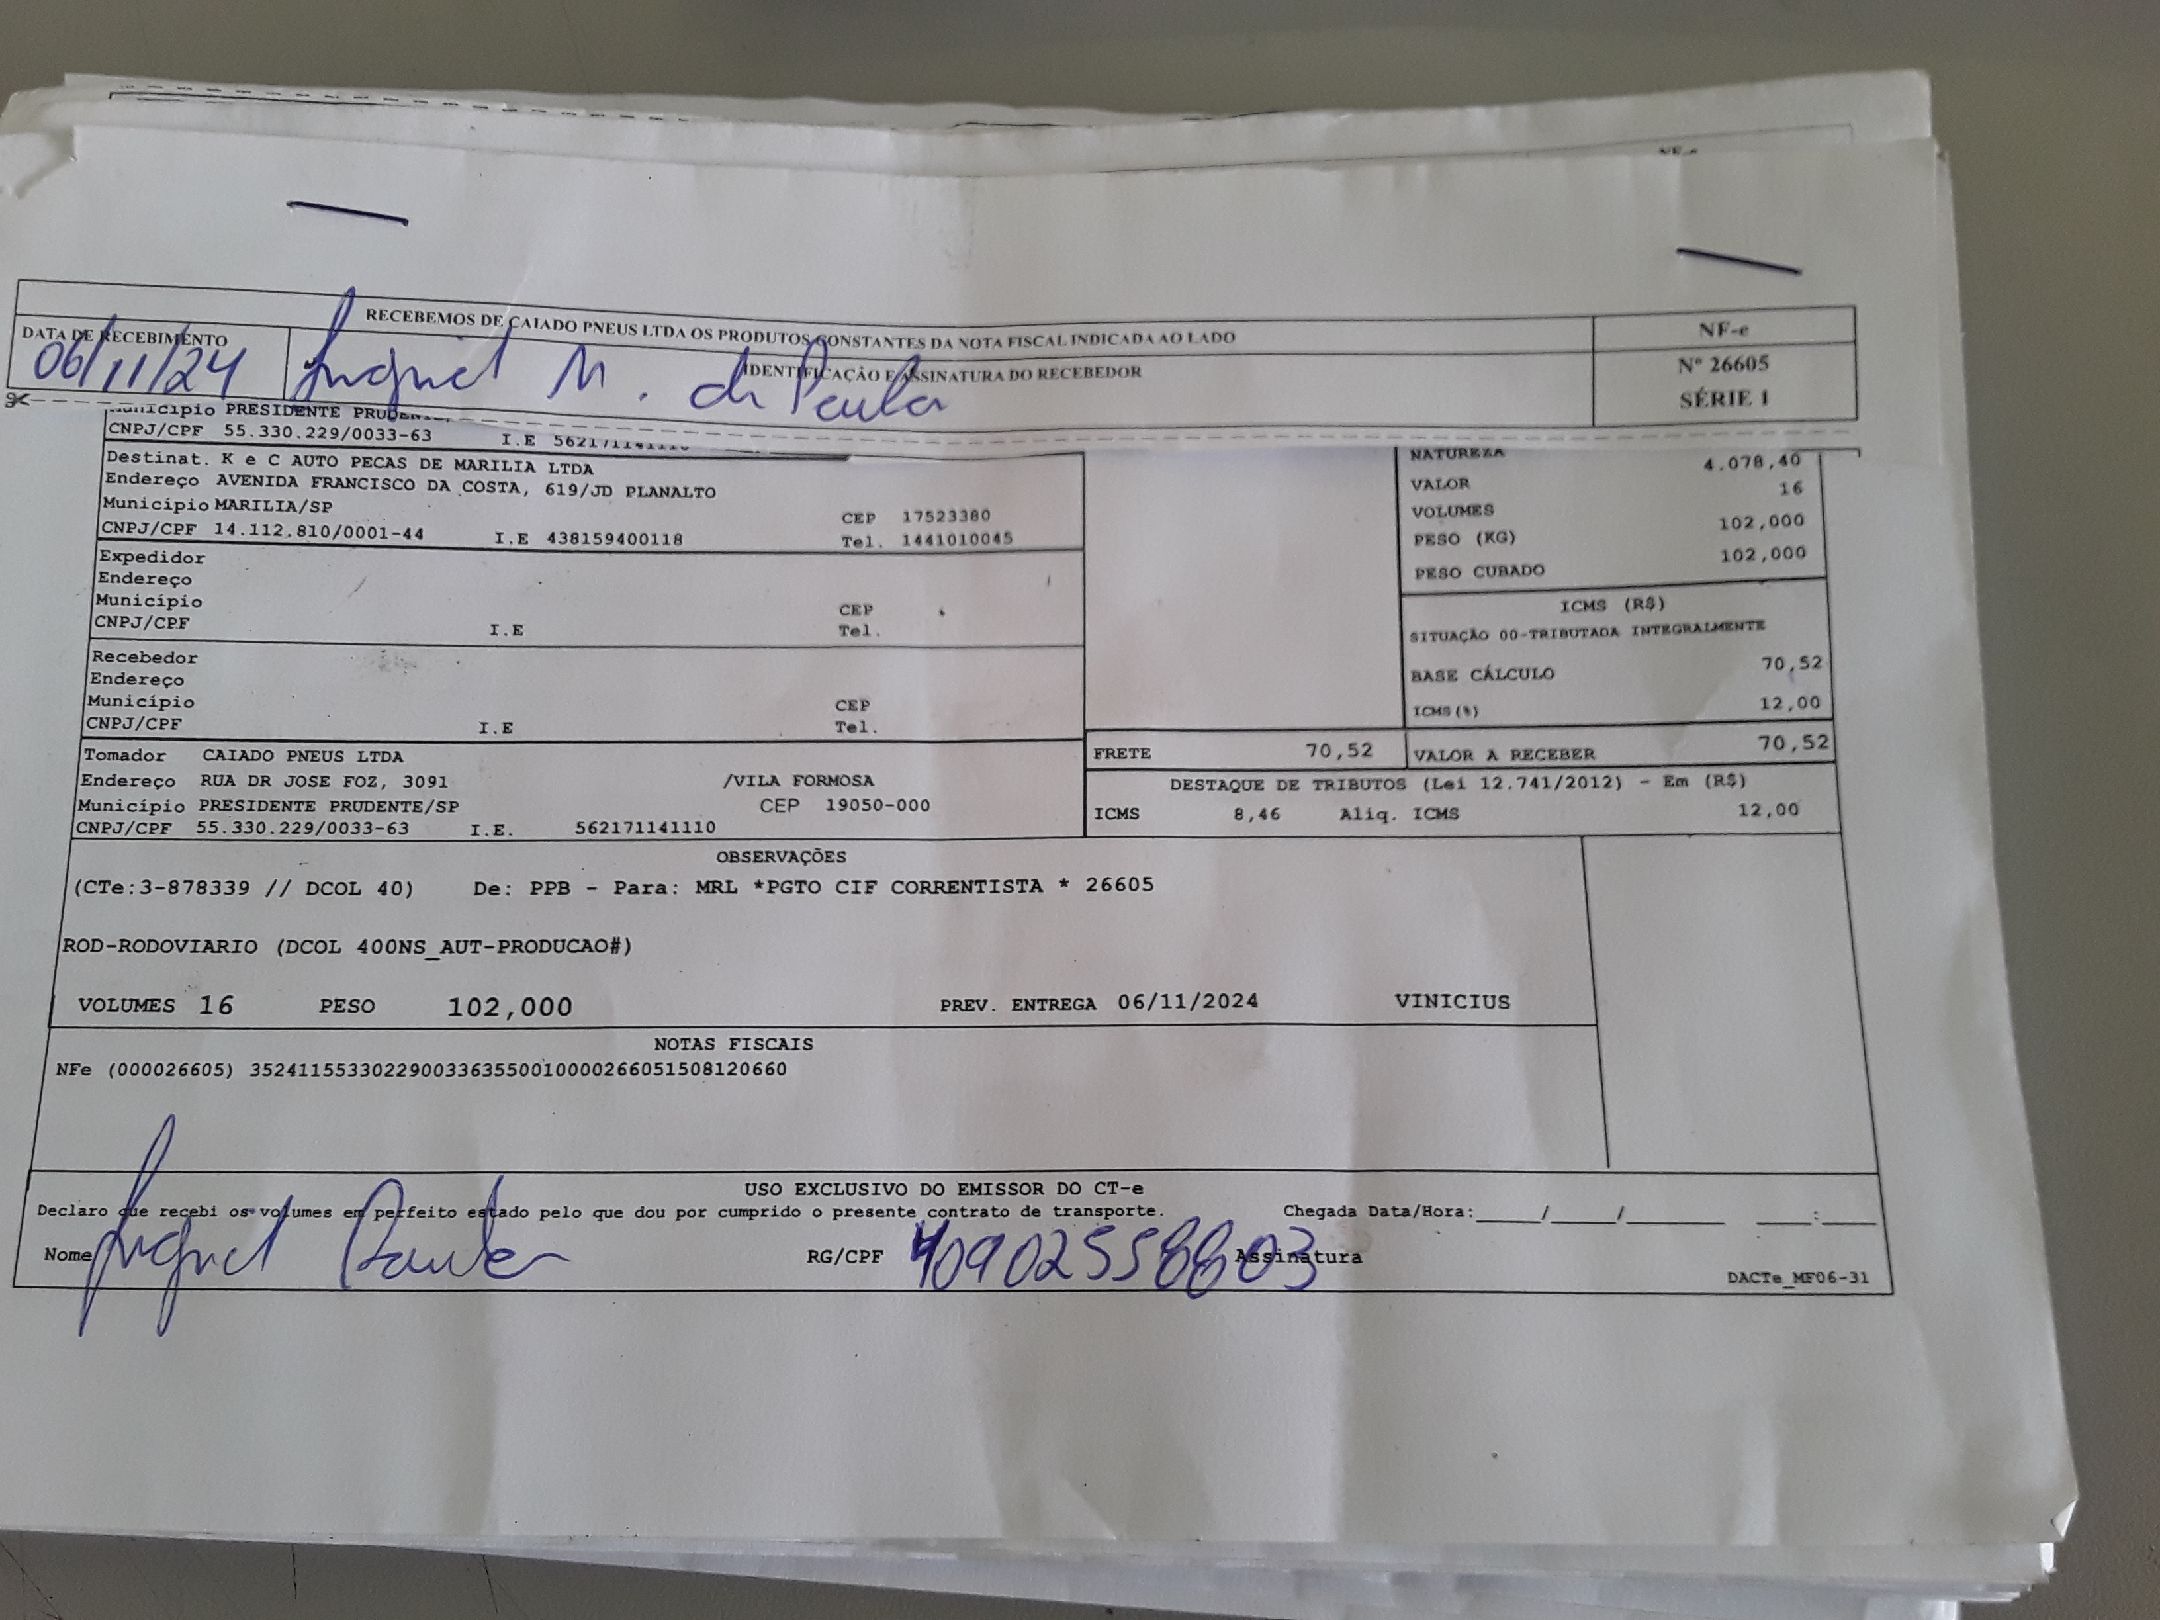 NF-e
RECEBEMOS DE CAIADO PNEUS LTDA OS PRODUTOS CONSTANTES DA NOTA FISCAL INDICADA AO LADO
DATA DE RECEBIMENTO
06/11/24
IDENTIFICAÇÃO E ASSINATURA DO RECEBEDOR
M. de Paula
NF-e
Nº 26605
SÉRIE 1
Município PRESIDENTE
CNPJ/CPF 55.330.229/0033-63 I.E
Destinat. K e C AUTO PECAS DE MARILIA LTDA
Endereço AVENIDA FRANCISCO DA COSTA, 619/JD PLANALTO
Município MARILIA/SP CEP 17523380
CNPJ/CPF 14.112.810/0001-44 I.E 438159400118 Tel. 1441010045
Expedidor
Endereço
Município CEP
CNPJ/CPF I.E Tel.
Recebedor
Endereço
Município CEP
CNPJ/CPF I.E Tel.
Tomador CAIADO PNEUS LTDA
Endereço RUA DR JOSE FOZ, 3091 /VILA FORMOSA
Município PRESIDENTE PRUDENTE/SP CEP 19050-000
CNPJ/CPF 55.330.229/0033-63 I.E. 562171141110
NATUREZA
VALOR 4.078,40
VOLUMES 16
PESO (KG) 102,000
PESO CUBADO 102,000
ICMS (R$)
SITUAÇÃO 00-TRIBUTADA INTEGRALMENTE
BASE CÁLCULO 70,52
ICMS(%) 12,00
FRETE 70,52 VALOR A RECEBER 70,52
DESTAQUE DE TRIBUTOS (Lei 12.741/2012) - Em (R$)
ICMS 8,46 Aliq. ICMS 12,00
OBSERVAÇÕES
(CTe:3-878339 // DCOL 40) De: PPB - Para: MRL *PGTO CIF CORRENTISTA * 26605
ROD-RODOVIARIO (DCOL 400NS_AUT-PRODUCAO#)
VOLUMES 16 PESO 102,000 PREV. ENTREGA 06/11/2024 VINICIUS
NOTAS FISCAIS
NFe (000026605) 35241155330229003363550010000266051508120660
USO EXCLUSIVO DO EMISSOR DO CT-e
Declaro que recebi os volumes em perfeito estado pelo que dou por cumprido o presente contrato de transporte. Chegada Data/Hora:_____/_____/_______ ____:____
Nome RG/CPF 40902558803 Assinatura
DACTe_MF06-31